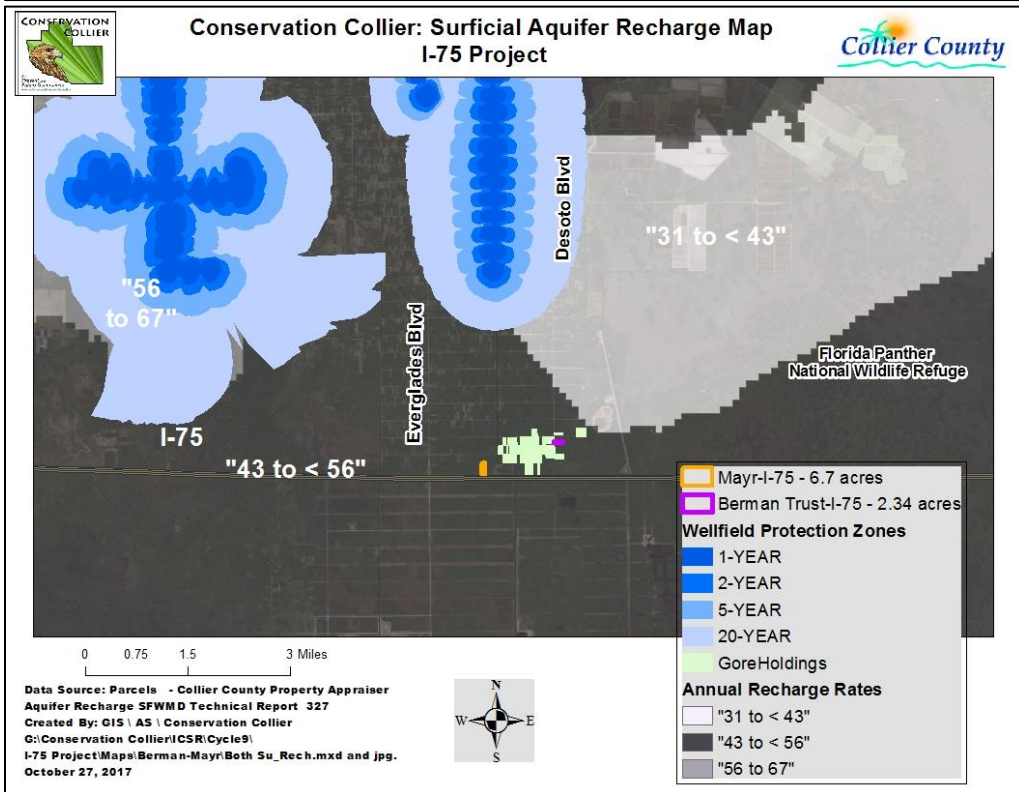 CONSERVATION
COLLIER
Conservation Collier: Surficial Aquifer Recharge Map
I-75 Project
Collier County
Desoto Blvd
"31 to < 43"
"56
to 67"
Everglades Blvd
Florida Panther
National Wildlife Refuge
I-75
"43 to < 56"
Mayr-I-75 - 6.7 acres
Berman Trust-I-75 - 2.34 acres
Wellfield Protection Zones
1-YEAR
2-YEAR
5-YEAR
20-YEAR
GoreHoldings
Annual Recharge Rates
"31 to < 43"
"43 to < 56"
"56 to 67"
0 0.75 1.5 3 Miles
Data Source: Parcels - Collier County Property Appraiser
Aquifer Recharge SFWMD Technical Report 327
Created By: GIS \ AS \ Conservation Collier
G:\Conservation Collier\ICSR\Cycle9\
I-75 Project\Maps\Berman-Mayr\Both Su_Rech.mxd and jpg.
October 27, 2017
N
W E
S